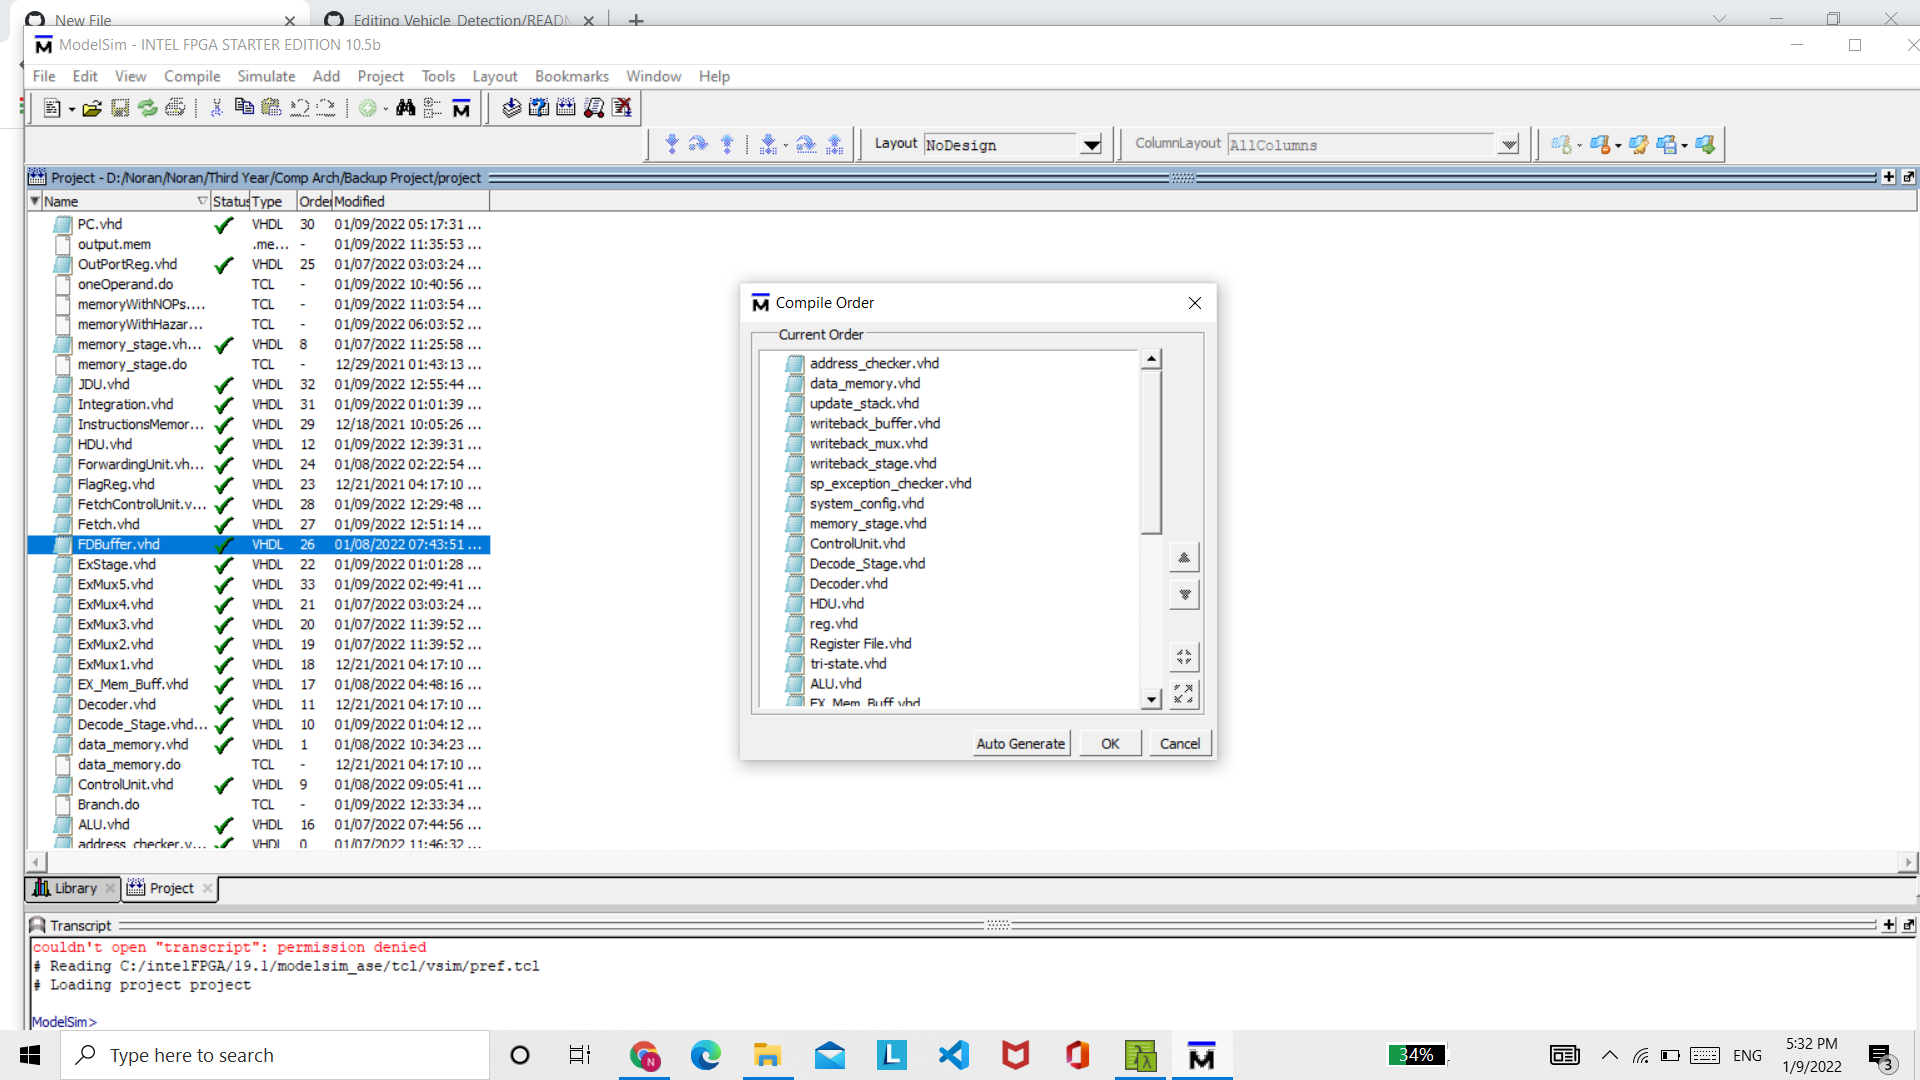 New File
Editing Vehicle_Detection/READM
ModelSim - INTEL FPGA STARTER EDITION 10.5b
File Edit View Compile Simulate Add Project Tools Layout Bookmarks Window Help
Layout NoDesign
ColumnLayout AllColumns
Project - D:/Noran/Noran/Third Year/Comp Arch/Backup Project/project
Name Status Type Order Modified
PC.vhd VHDL 30 01/09/2022 05:17:31 ...
output.mem .me... - 01/09/2022 11:35:53 ...
OutPortReg.vhd VHDL 25 01/07/2022 03:03:24 ...
oneOperand.do TCL - 01/09/2022 10:40:56 ...
memoryWithNOPs.... TCL - 01/09/2022 11:03:54 ...
memoryWithHazar... TCL - 01/09/2022 06:03:52 ...
memory_stage.vh... VHDL 8 01/07/2022 11:25:58 ...
memory_stage.do TCL - 12/29/2021 01:43:13 ...
JDU.vhd VHDL 32 01/09/2022 12:55:44 ...
Integration.vhd VHDL 31 01/09/2022 01:01:39 ...
InstructionsMemor... VHDL 29 12/18/2021 10:05:26 ...
HDU.vhd VHDL 12 01/09/2022 12:39:31 ...
ForwardingUnit.vh... VHDL 24 01/08/2022 02:22:54 ...
FlagReg.vhd VHDL 23 12/21/2021 04:17:10 ...
FetchControlUnit.v... VHDL 28 01/09/2022 12:29:48 ...
Fetch.vhd VHDL 27 01/09/2022 12:51:14 ...
FDBuffer.vhd VHDL 26 01/08/2022 07:43:51 ...
ExStage.vhd VHDL 22 01/09/2022 01:01:28 ...
ExMux5.vhd VHDL 33 01/09/2022 02:49:41 ...
ExMux4.vhd VHDL 21 01/07/2022 03:03:24 ...
ExMux3.vhd VHDL 20 01/07/2022 11:39:52 ...
ExMux2.vhd VHDL 19 01/07/2022 11:39:52 ...
ExMux1.vhd VHDL 18 12/21/2021 04:17:10 ...
EX_Mem_Buff.vhd VHDL 17 01/08/2022 04:48:16 ...
Decoder.vhd VHDL 11 12/21/2021 04:17:10 ...
Decode_Stage.vhd... VHDL 10 01/09/2022 01:04:12 ...
data_memory.vhd VHDL 1 01/08/2022 10:34:23 ...
data_memory.do TCL - 12/21/2021 04:17:10 ...
ControlUnit.vhd VHDL 9 01/08/2022 09:05:41 ...
Branch.do TCL - 01/09/2022 12:33:34 ...
ALU.vhd VHDL 16 01/07/2022 07:44:56 ...
address_checker.v... VHDL 0 01/07/2022 11:46:32 ...
Compile Order
Current Order
address_checker.vhd
data_memory.vhd
update_stack.vhd
writeback_buffer.vhd
writeback_mux.vhd
writeback_stage.vhd
sp_exception_checker.vhd
system_config.vhd
memory_stage.vhd
ControlUnit.vhd
Decode_Stage.vhd
Decoder.vhd
HDU.vhd
reg.vhd
Register File.vhd
tri-state.vhd
ALU.vhd
EX_Mem_Buff.vhd
Auto Generate OK Cancel
Library Project
Transcript
couldn't open "transcript": permission denied
# Reading C:/intelFPGA/19.1/modelsim_ase/tcl/vsim/pref.tcl
# Loading project project
ModelSim>
Type here to search
34%
ENG
5:32 PM
1/9/2022
3